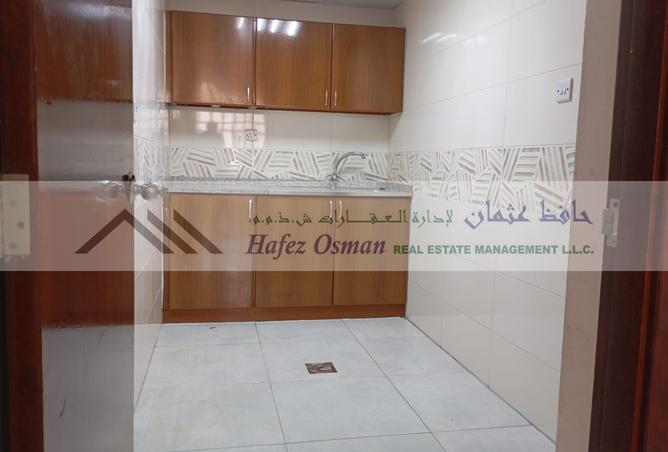 حافظ عثمان لإدارة العقارات ش.ذ.م.م.
Hafez Osman REAL ESTATE MANAGEMENT L.L.C.